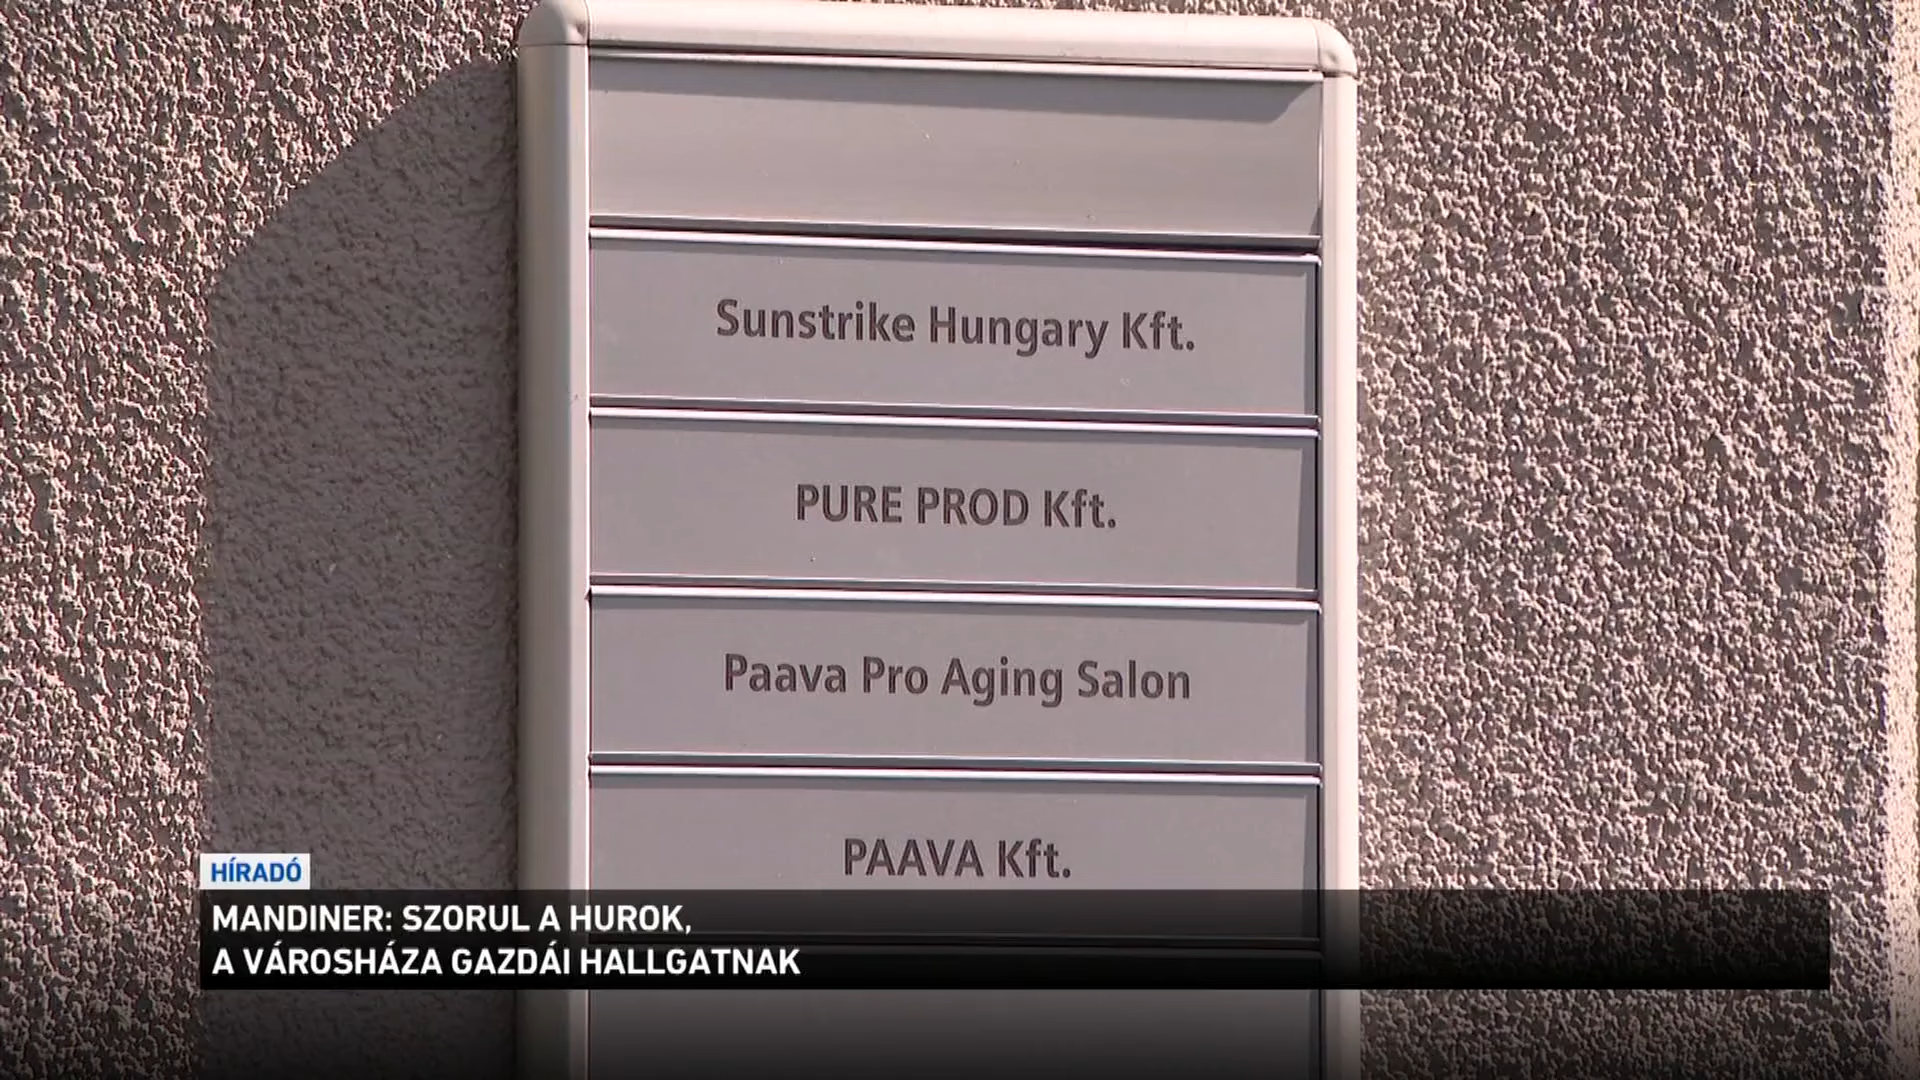 Sunstrike Hungary Kft.
PURE PROD Kft.
Paava Pro Aging Salon
PAAVA Kft.
HÍRADÓ
MANDINER: SZORUL A HUROK,
A VÁROSHÁZA GAZDÁI HALLGATNAK